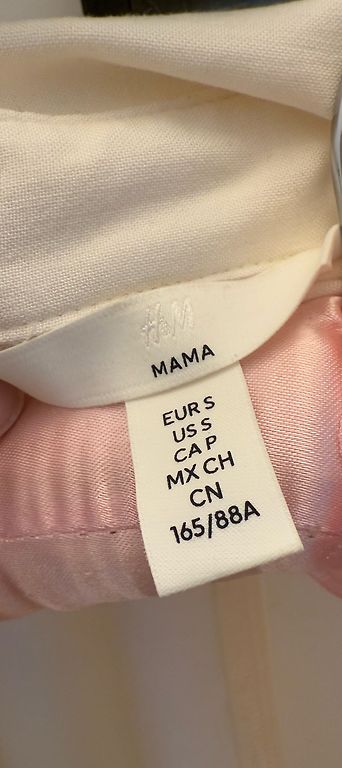 H&M
MAMA
EUR S
US S
CA P
MX CH
CN
165/88A